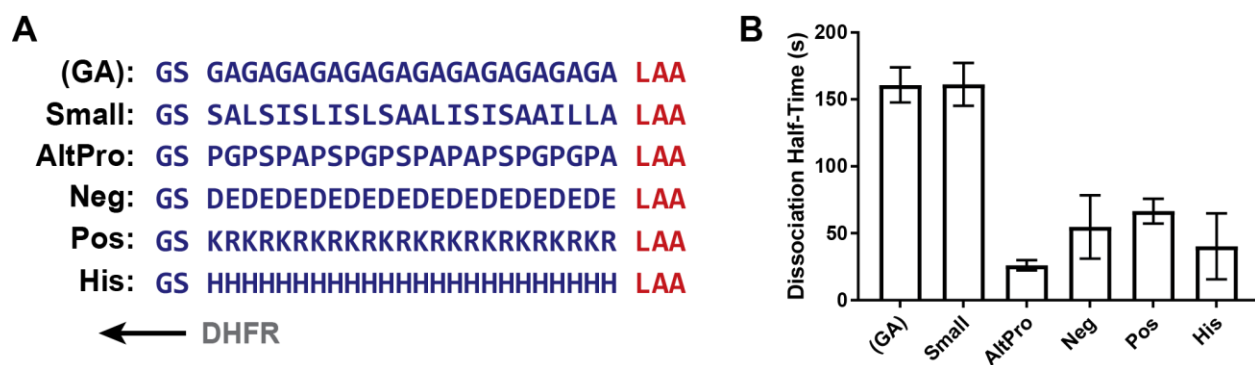 A
(GA): GS GAGAGAGAGAGAGAGAGAGAGAGA LAA
Small: GS SALSISLISLSAALISISAAILLA LAA
AltPro: GS PGPSPAPSPGPSPAPAPSPGPGPA LAA
Neg: GS DEDEDEDEDEDEDEDEDEDEDEDE LAA
Pos: GS KRKRKRKRKRKRKRKRKRKRKRKR LAA
His: GS HHHHHHHHHHHHHHHHHHHHHHHH LAA
DHFR
B
Dissociation Half-Time (s)
200
150
100
50
0
(GA) Small AltPro Neg Pos His